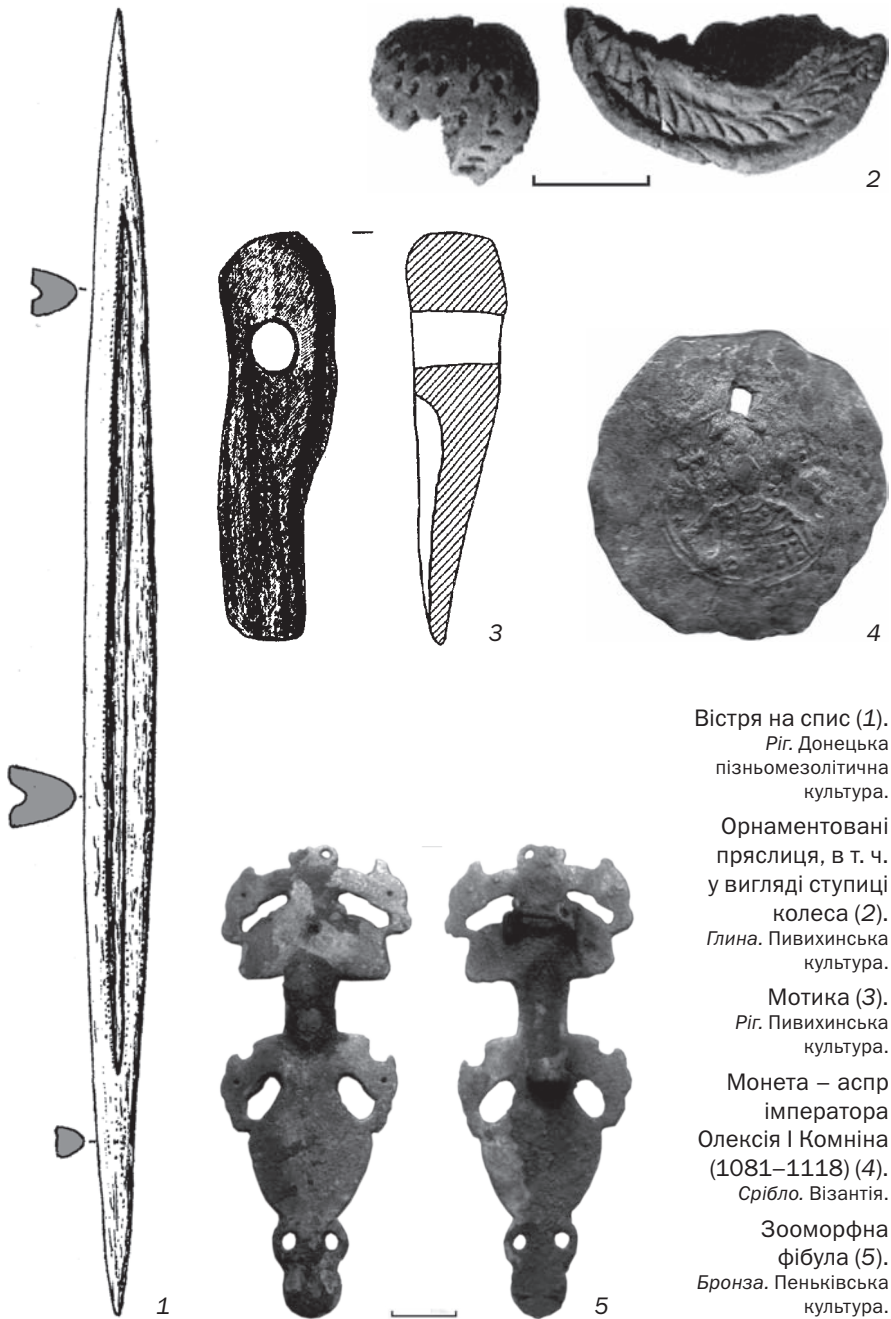 2
3
4
Вістря на спис (1).
Ріг. Донецька
пізньомезолітична
культура.
Орнаментовані
пряслиця, в т. ч.
у вигляді ступиці
колеса (2).
Глина. Пивихинська
культура.
Мотика (3).
Ріг. Пивихинська
культура.
Монета – аспр
імператора
Олексія І Комніна
(1081–1118) (4).
Срібло. Візантія.
Зооморфна
фібула (5).
Бронза. Пеньківська
культура.
1
5